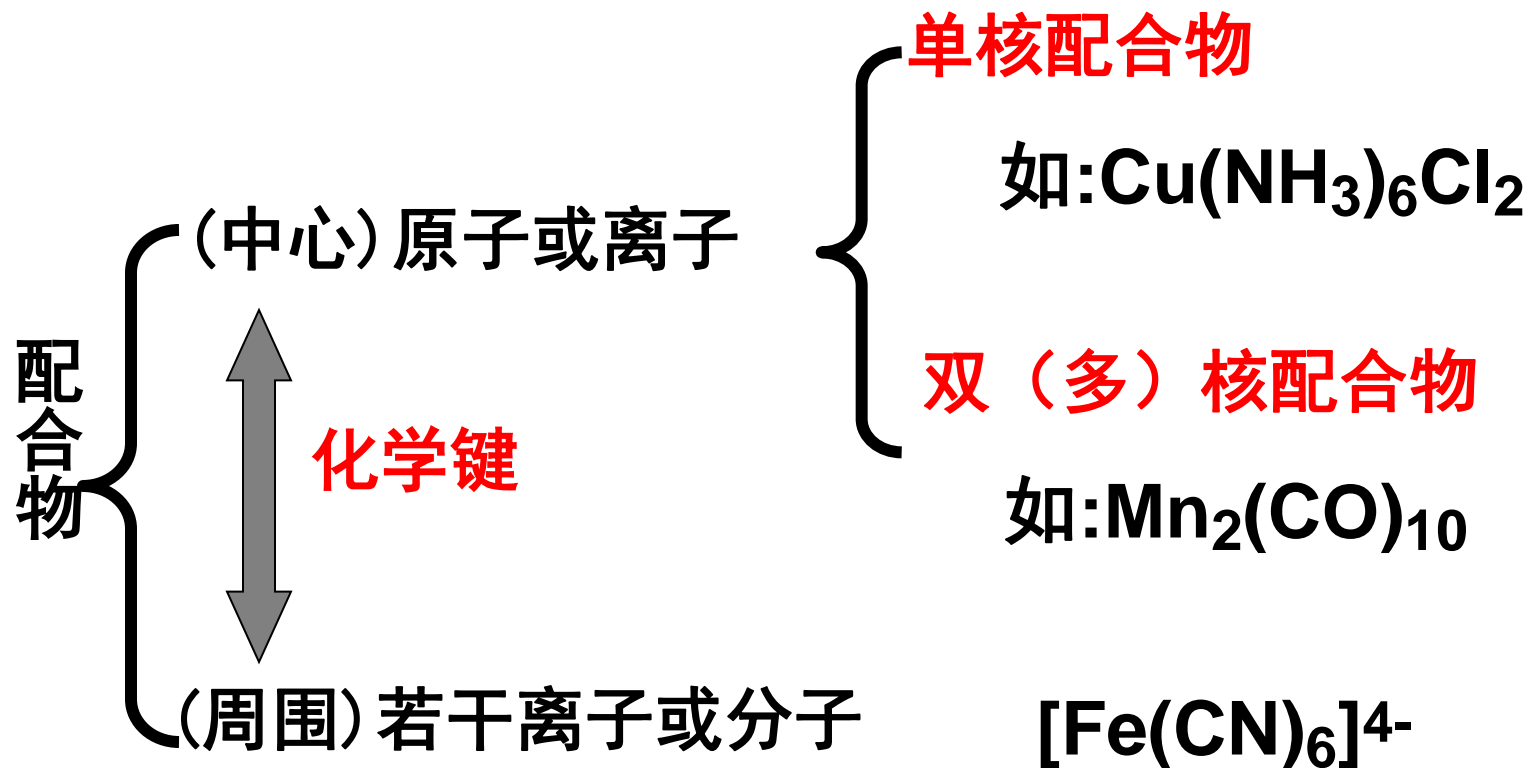 单核配合物
如:Cu(NH₃)₆Cl₂
(中心)原子或离子
双（多）核配合物
配合物
化学键
如:Mn₂(CO)₁₀
(周围)若干离子或分子
[Fe(CN)₆]⁴⁻